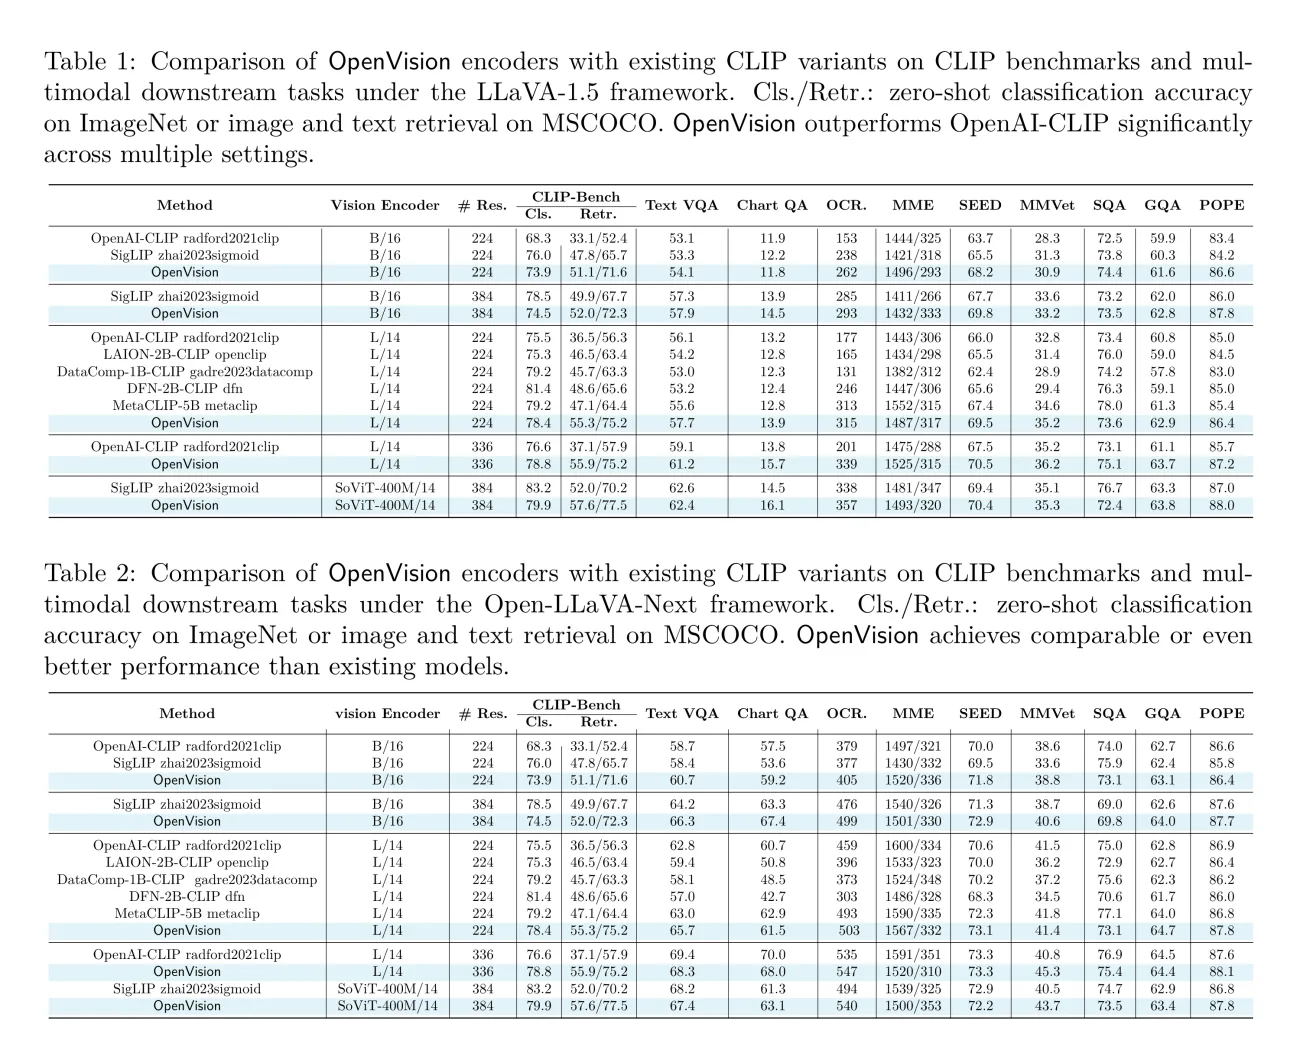 Table 1: Comparison of OpenVision encoders with existing CLIP variants on CLIP benchmarks and mul-
timodal downstream tasks under the LLaVA-1.5 framework. Cls./Retr.: zero-shot classification accuracy
on ImageNet or image and text retrieval on MSCOCO. OpenVision outperforms OpenAI-CLIP significantly
across multiple settings.
Method Vision Encoder # Res. CLIP-Bench Cls. Retr. Text VQA Chart QA OCR. MME SEED MMVet SQA GQA POPE
OpenAI-CLIP radford2021clip B/16 224 68.3 33.1/52.4 53.1 11.9 153 1444/325 63.7 28.3 72.5 59.9 83.4
SigLIP zhai2023sigmoid B/16 224 76.0 47.8/65.7 53.3 12.2 238 1421/318 65.5 31.3 73.8 60.3 84.2
OpenVision B/16 224 73.9 51.1/71.6 54.1 11.8 262 1496/293 68.2 30.9 74.4 61.6 86.6
SigLIP zhai2023sigmoid B/16 384 78.5 49.9/67.7 57.3 13.9 285 1411/266 67.7 33.6 73.2 62.0 86.0
OpenVision B/16 384 74.5 52.0/72.3 57.9 14.5 293 1432/333 69.8 33.2 73.5 62.8 87.8
OpenAI-CLIP radford2021clip L/14 224 75.5 36.5/56.3 56.1 13.2 177 1443/306 66.0 32.8 73.4 60.8 85.0
LAION-2B-CLIP openclip L/14 224 75.3 46.5/63.4 54.2 12.8 165 1434/298 65.5 31.4 76.0 59.0 84.5
DataComp-1B-CLIP gadre2023datacomp L/14 224 79.2 45.7/63.3 53.0 12.3 131 1382/312 62.4 28.9 74.2 57.8 83.0
DFN-2B-CLIP dfn L/14 224 81.4 48.6/65.6 53.2 12.4 246 1447/306 65.6 29.4 76.3 59.1 85.0
MetaCLIP-5B metaclip L/14 224 79.2 47.1/64.4 55.6 12.8 313 1552/315 67.4 34.6 78.0 61.3 85.4
OpenVision L/14 224 78.4 55.3/75.2 57.7 13.9 315 1487/317 69.5 35.2 73.6 62.9 86.4
OpenAI-CLIP radford2021clip L/14 336 76.6 37.1/57.9 59.1 13.8 201 1475/288 67.5 35.2 73.1 61.1 85.7
OpenVision L/14 336 78.8 55.9/75.2 61.2 15.7 339 1525/315 70.5 36.2 75.1 63.7 87.2
SigLIP zhai2023sigmoid SoViT-400M/14 384 83.2 52.0/70.2 62.6 14.5 338 1481/347 69.4 35.1 76.7 63.3 87.0
OpenVision SoViT-400M/14 384 79.9 57.6/77.5 62.4 16.1 357 1493/320 70.4 35.3 72.4 63.8 88.0
Table 2: Comparison of OpenVision encoders with existing CLIP variants on CLIP benchmarks and mul-
timodal downstream tasks under the Open-LLaVA-Next framework. Cls./Retr.: zero-shot classification
accuracy on ImageNet or image and text retrieval on MSCOCO. OpenVision achieves comparable or even
better performance than existing models.
Method vision Encoder # Res. CLIP-Bench Cls. Retr. Text VQA Chart QA OCR. MME SEED MMVet SQA GQA POPE
OpenAI-CLIP radford2021clip B/16 224 68.3 33.1/52.4 58.7 57.5 379 1497/321 70.0 38.6 74.0 62.7 86.6
SigLIP zhai2023sigmoid B/16 224 76.0 47.8/65.7 58.4 53.6 377 1430/332 69.5 33.6 75.9 62.4 85.8
OpenVision B/16 224 73.9 51.1/71.6 60.7 59.2 405 1520/336 71.8 38.8 73.1 63.1 86.4
SigLIP zhai2023sigmoid B/16 384 78.5 49.9/67.7 64.2 63.3 476 1540/326 71.3 38.7 69.0 62.6 87.6
OpenVision B/16 384 74.5 52.0/72.3 66.3 67.4 499 1501/330 72.9 40.6 69.8 64.0 87.7
OpenAI-CLIP radford2021clip L/14 224 75.5 36.5/56.3 62.8 60.7 459 1600/334 70.6 41.5 75.0 62.8 86.9
LAION-2B-CLIP openclip L/14 224 75.3 46.5/63.4 59.4 50.8 396 1533/323 70.0 36.2 72.9 62.7 86.4
DataComp-1B-CLIP gadre2023datacomp L/14 224 79.2 45.7/63.3 58.1 48.5 373 1524/348 70.2 37.2 75.6 62.3 86.2
DFN-2B-CLIP dfn L/14 224 81.4 48.6/65.6 57.0 42.7 303 1486/328 68.3 34.5 70.6 61.7 86.0
MetaCLIP-5B metaclip L/14 224 79.2 47.1/64.4 63.0 62.9 493 1590/335 72.3 41.8 77.1 64.0 86.8
OpenVision L/14 224 78.4 55.3/75.2 65.7 61.5 503 1567/332 73.1 41.4 73.1 64.7 87.8
OpenAI-CLIP radford2021clip L/14 336 76.6 37.1/57.9 69.4 70.0 535 1591/351 73.3 40.8 76.9 64.5 87.6
OpenVision L/14 336 78.8 55.9/75.2 68.3 68.0 547 1520/310 73.3 45.3 75.4 64.4 88.1
SigLIP zhai2023sigmoid SoViT-400M/14 384 83.2 52.0/70.2 68.2 61.3 494 1539/325 72.9 40.5 74.7 62.9 86.8
OpenVision SoViT-400M/14 384 79.9 57.6/77.5 67.4 63.1 540 1500/353 72.2 43.7 73.5 63.4 87.8